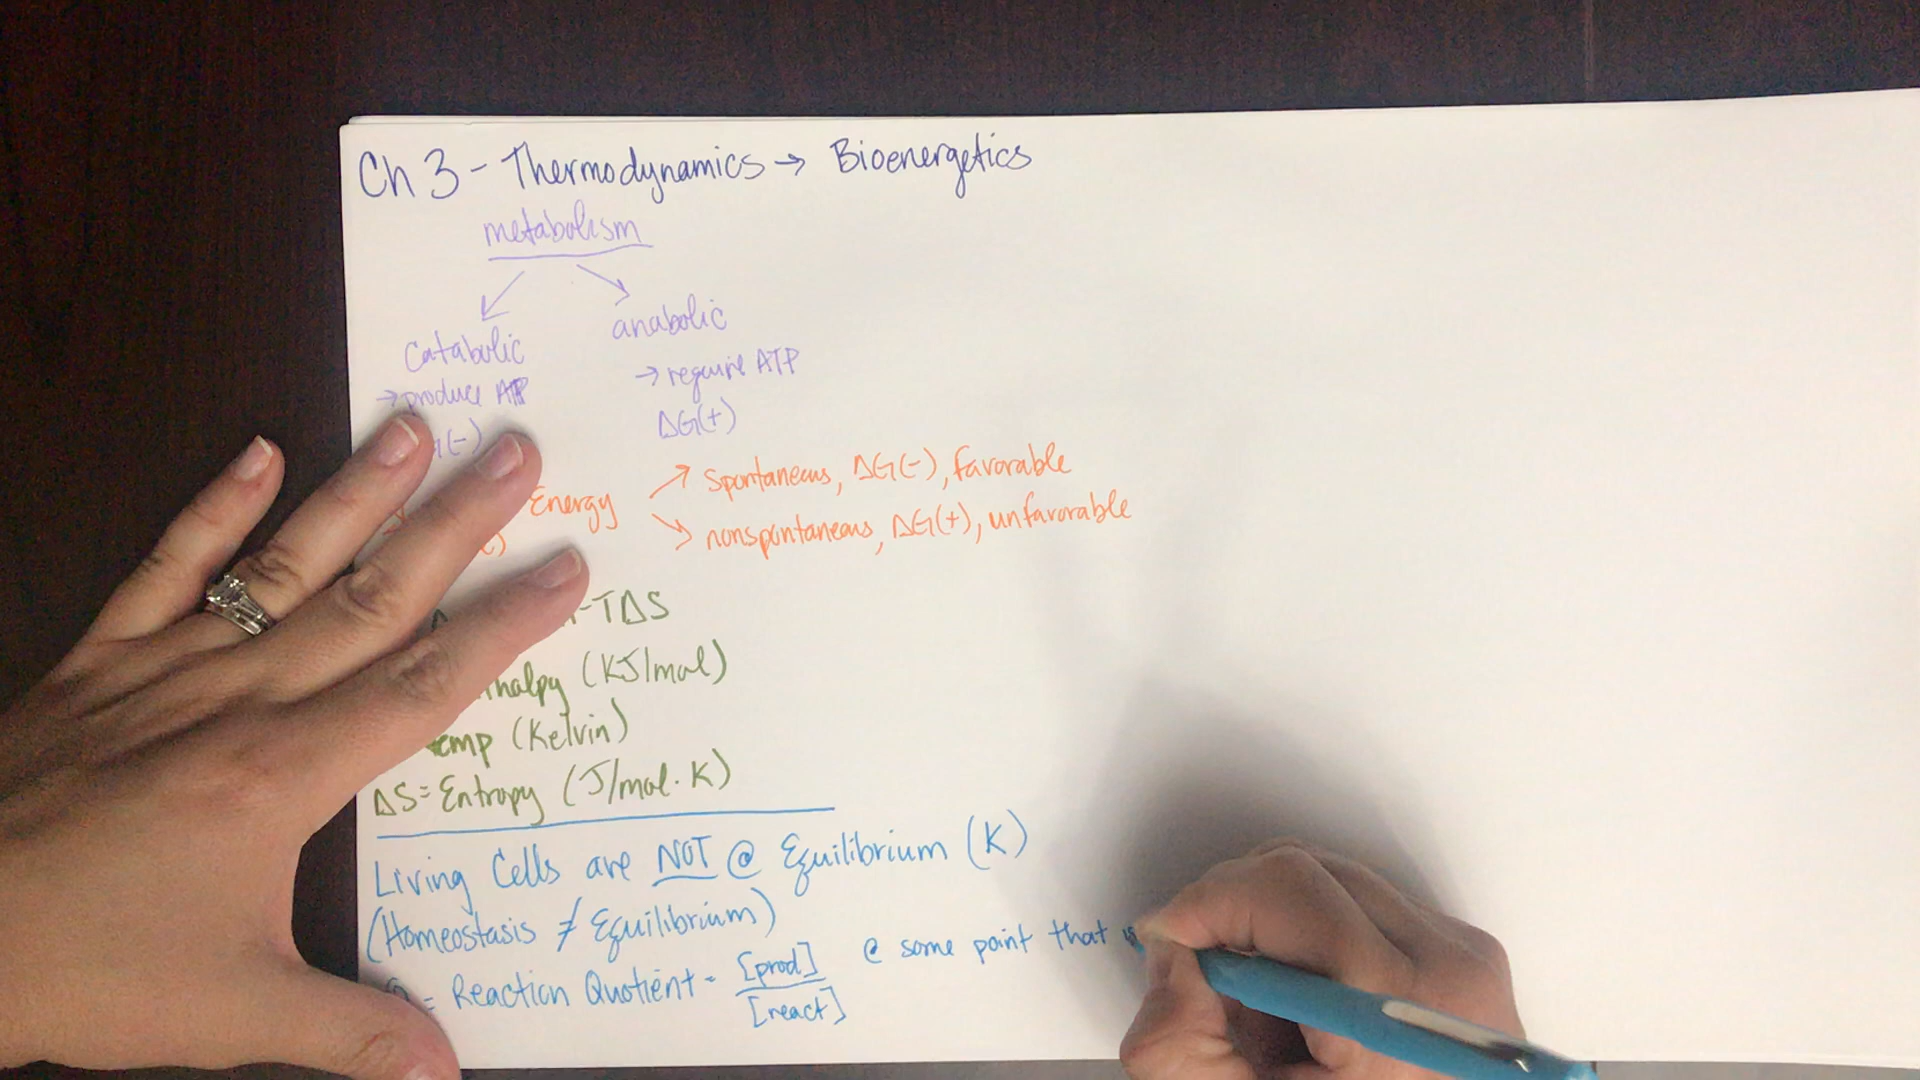 Ch 3 - Thermodynamics → Bioenergetics
metabolism
catabolic
→ produce ATP
anabolic
→ require ATP
ΔG(+)
(-)
Energy
↗ Spontaneous, ΔG(-), favorable
↘ nonspontaneous, ΔG(+), unfavorable
-TΔS
thalpy (KJ/mol)
emp (Kelvin)
ΔS = Entropy (J/mol·K)
Living Cells are NOT @ Equilibrium (K)
(Homeostasis ≠ Equilibrium)
= Reaction Quotient = [prod] / [react] @ some point that